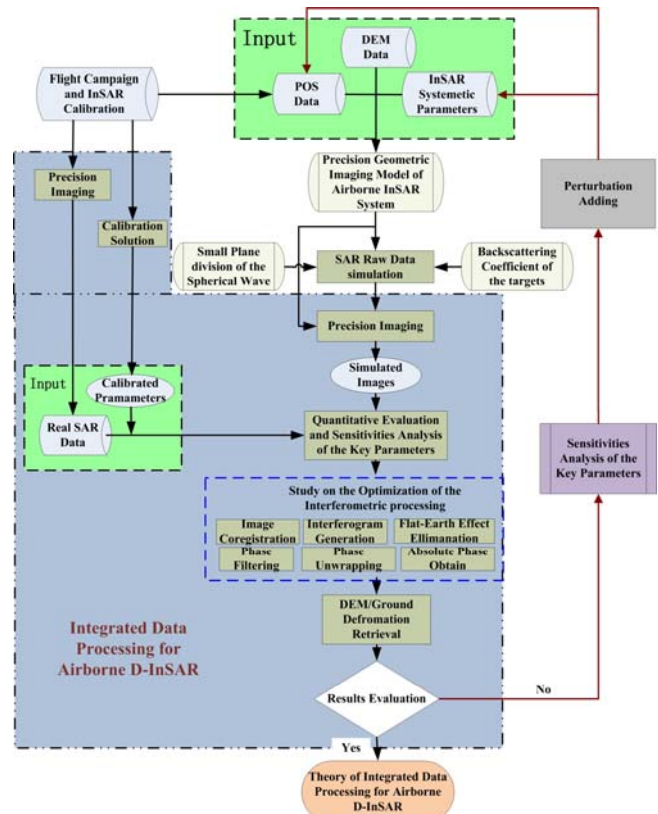 Input
DEM
Data
Flight Campaign
and InSAR
Calibration
POS
Data
InSAR
Systemetic
Parameters
Precision
Imaging
Calibration
Solution
Precision Geometric
Imaging Model of
Airborne InSAR
System
Perturbation
Adding
Small Plane
division of the
Spherical Wave
SAR Raw Data
simulation
Backscattering
Coefficient of
the targets
Precision Imaging
Simulated
Images
Input
Calibrated
Pramameters
Real SAR
Data
Quantitative Evaluation
and Sensitivities Analysis
of the Key Parameters
Sensitivities
Analysis of the
Key Parameters
Study on the Optimization of the
Interferometric processing
Image
Coregistration
Interferogram
Generation
Flat-Earth Effect
Ellimanation
Phase
Filtering
Phase
Unwrapping
Absolute Phase
Obtain
DEM/Ground
Defromation
Retrieval
Integrated Data
Processing for
Airborne D-InSAR
Results Evaluation
No
Yes
Theory of Integrated Data
Processing for Airborne
D-InSAR